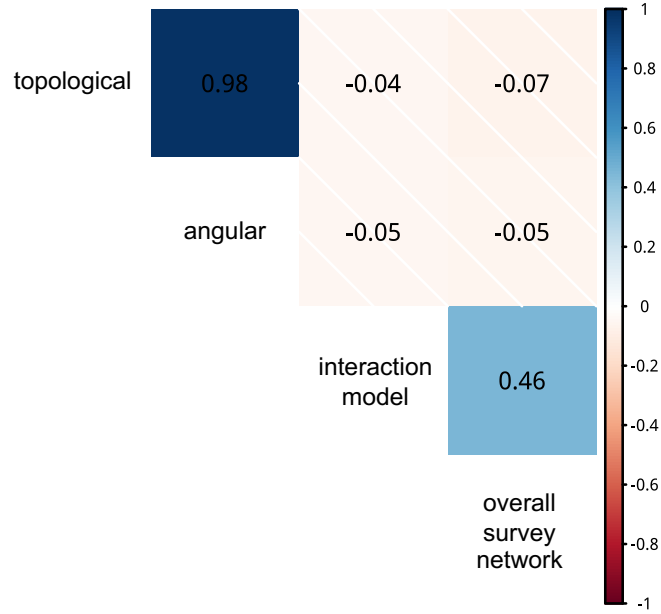 topological
0.98
-0.04
-0.07
angular
-0.05
-0.05
interaction
model
0.46
overall
survey
network
1
0.8
0.6
0.4
0.2
0
-0.2
-0.4
-0.6
-0.8
-1